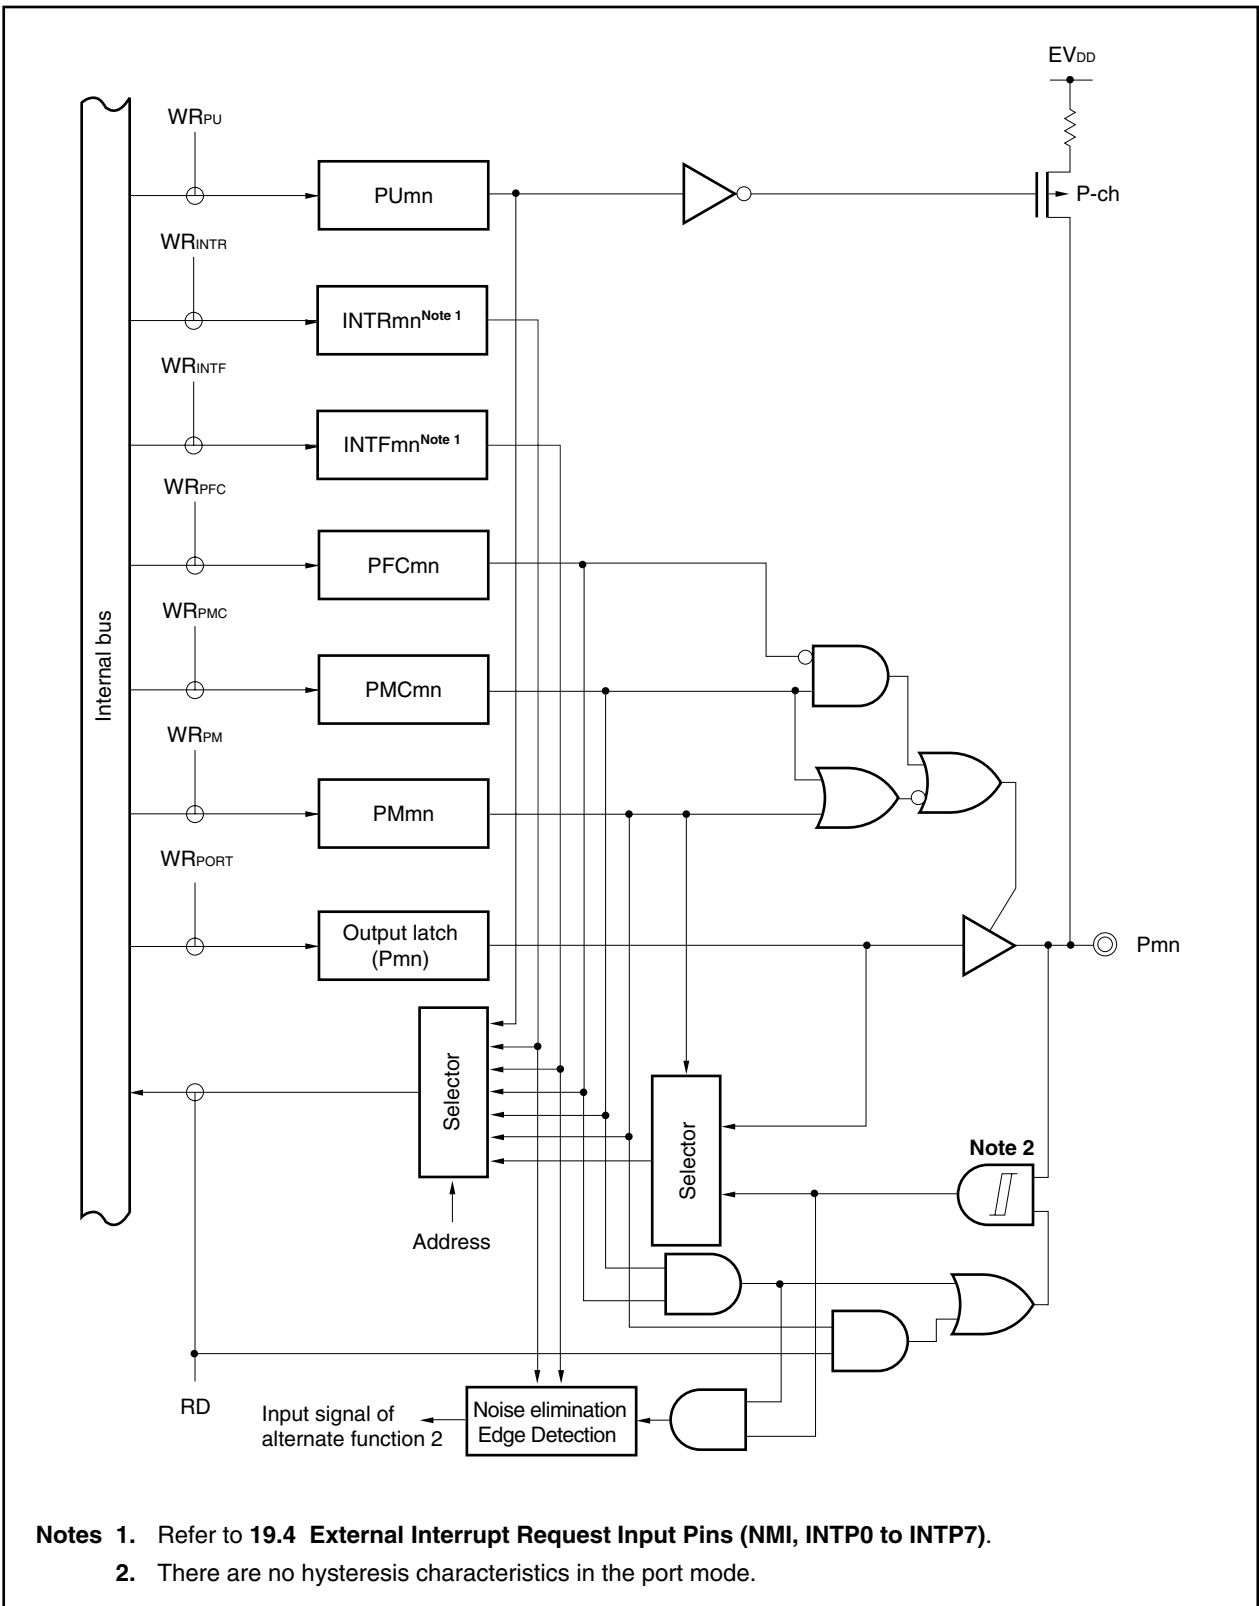 EVDD
WRPU
PUmn
P-ch
WRINTR
INTRmnNote 1
WRINTF
INTFmnNote 1
WRPFC
PFCmn
WRPMC
PMCmn
Internal bus
WRPM
PMmn
WRPORT
Output latch
(Pmn)
Pmn
Selector
Selector
Note 2
Address
RD
Input signal of
alternate function 2
Noise elimination
Edge Detection
Notes 1. Refer to 19.4 External Interrupt Request Input Pins (NMI, INTP0 to INTP7).
2. There are no hysteresis characteristics in the port mode.